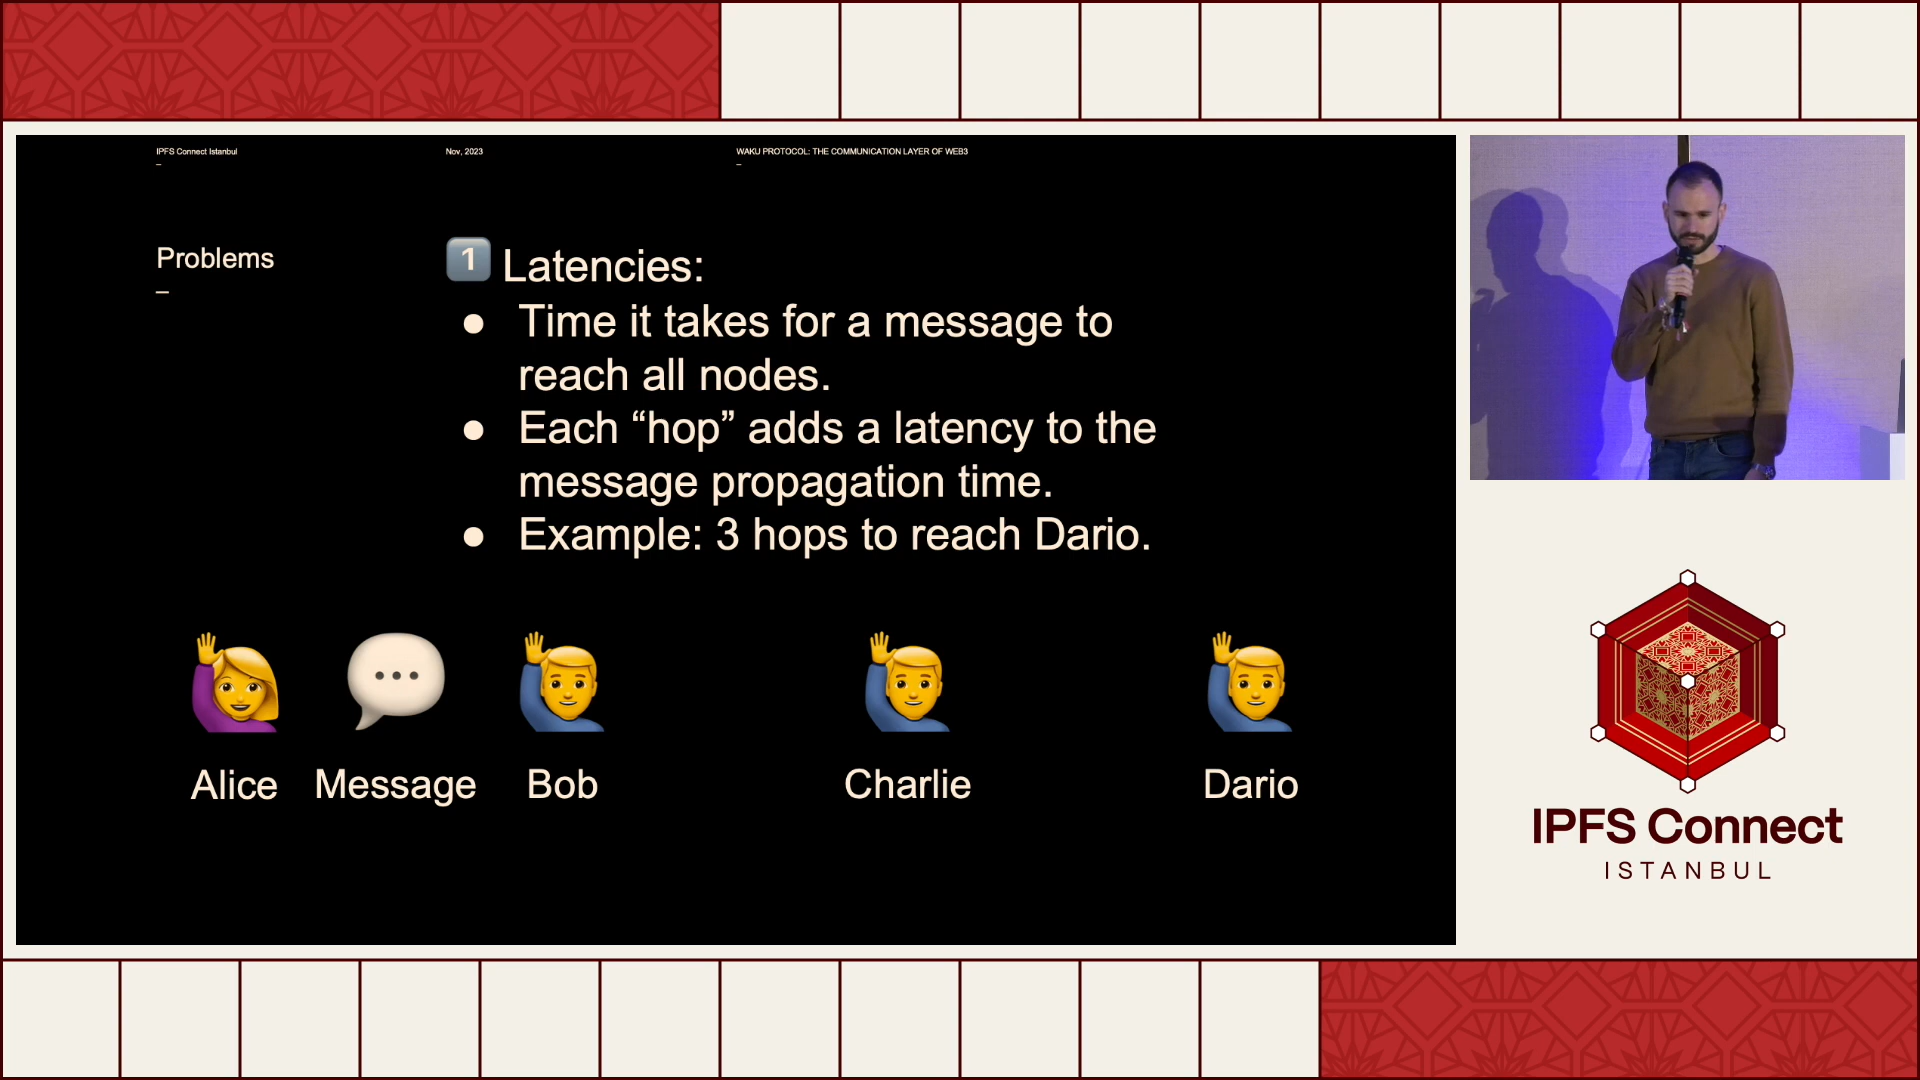 IPFS Connect Istanbul
Nov, 2023
WAKU PROTOCOL: THE COMMUNICATION LAYER OF WEB3
Problems
1 Latencies:
● Time it takes for a message to
reach all nodes.
● Each “hop” adds a latency to the
message propagation time.
● Example: 3 hops to reach Dario.
Alice
Message
Bob
Charlie
Dario
IPFS Connect
ISTANBUL